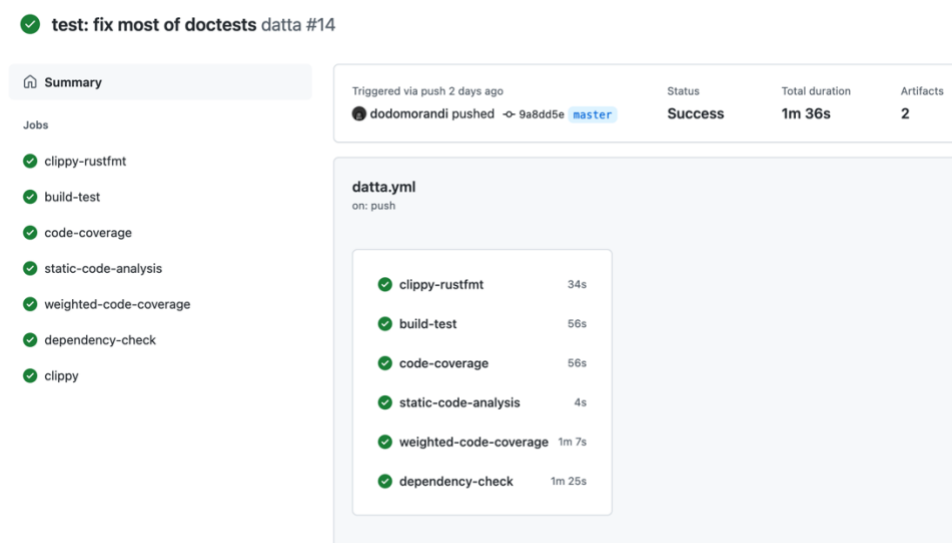 test: fix most of doctests datta #14
Summary
Jobs
clippy-rustfmt
build-test
code-coverage
static-code-analysis
weighted-code-coverage
dependency-check
clippy
Triggered via push 2 days ago
dodomorandi pushed 9a8dd5e master
Status
Success
Total duration
1m 36s
Artifacts
2
datta.yml
on: push
clippy-rustfmt 34s
build-test 56s
code-coverage 56s
static-code-analysis 4s
weighted-code-coverage 1m 7s
dependency-check 1m 25s